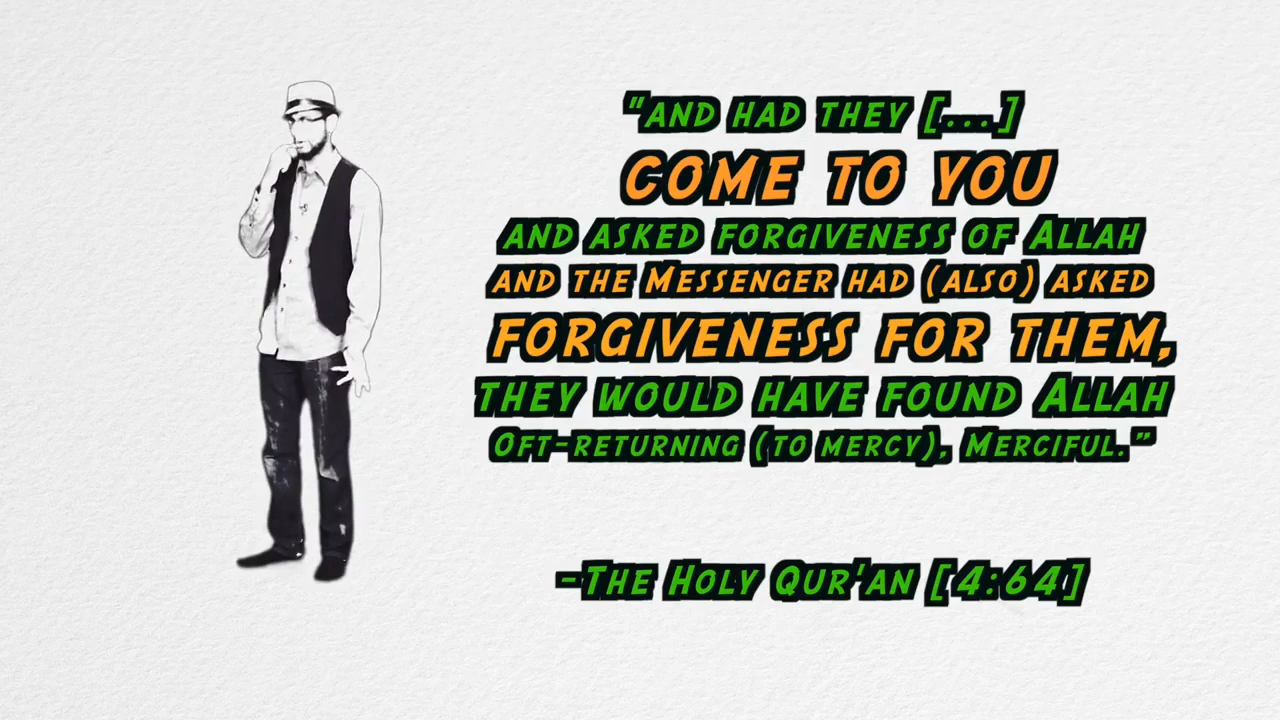 "and had they [...]
come to you
and asked forgiveness of Allah
and the Messenger had (also) asked
forgiveness for them,
they would have found Allah
Oft-returning (to mercy), Merciful."
-The Holy Qur'an [4:64]